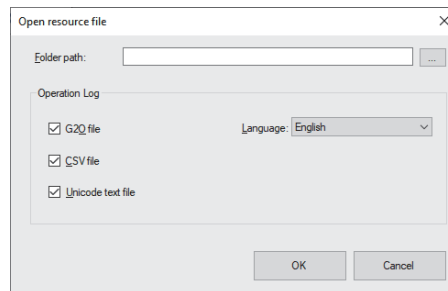 Open resource file
Folder path:
...
Operation Log
G2O file
Language: English
CSV file
Unicode text file
OK
Cancel